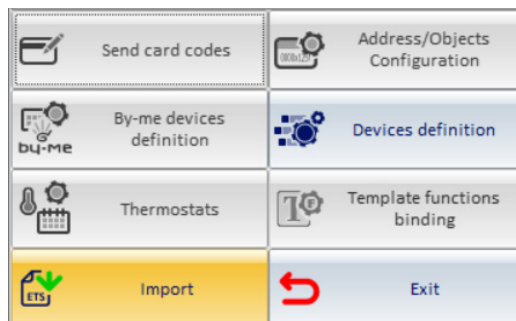 Send card codes
Address/Objects
Configuration
by-me
By-me devices
definition
Devices definition
Thermostats
Template functions
binding
ETS
Import
Exit